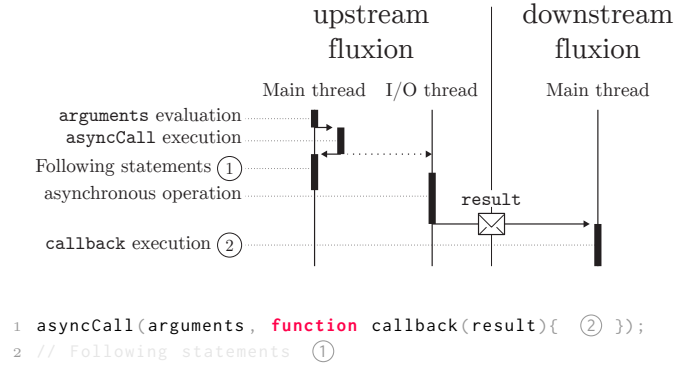 upstream fluxion
downstream fluxion
Main thread
I/O thread
Main thread
arguments evaluation
asyncCall execution
Following statements 1
asynchronous operation
result
callback execution 2
1 asyncCall(arguments, function callback(result){ 2 });
2 // Following statements 1